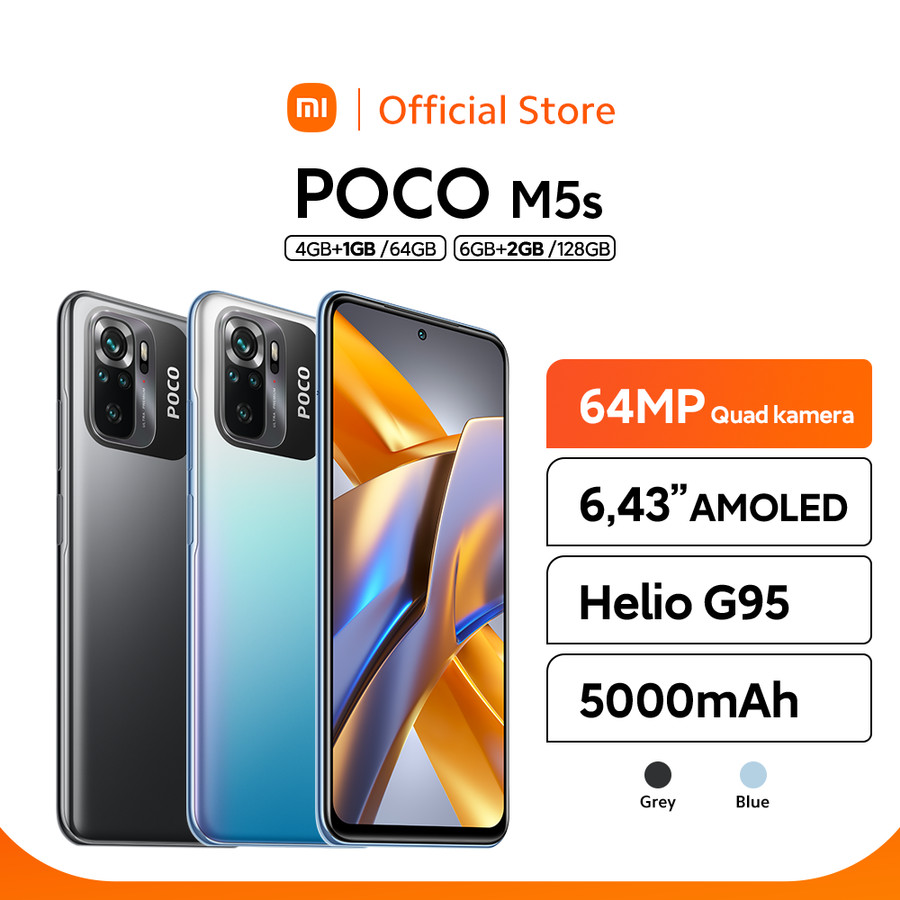 mi | Official Store
POCO M5s
4GB+1GB /64GB 6GB+2GB /128GB
POCO
POCO
64MP Quad kamera
6,43” AMOLED
Helio G95
5000mAh
Grey Blue